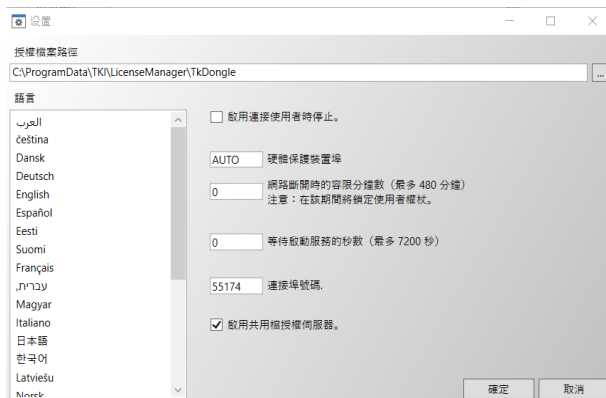 设置
授權檔案路徑
C:\ProgramData\TKI\LicenseManager\TkDongle
...
語言
العرب
čeština
Dansk
Deutsch
English
Español
Eesti
Suomi
Français
עברית,
Magyar
Italiano
日本語
한국어
Latviešu
Norsk
啟用連接使用者時停止。
AUTO 硬體保護裝置埠
0 網路斷開時的容限分鐘數（最多 480 分鐘）
注意：在該期間將鎖定使用者權杖。
0 等待啟動服務的秒數（最多 7200 秒）
55174 連接埠號碼.
啟用共用檔授權伺服器。
確定 取消